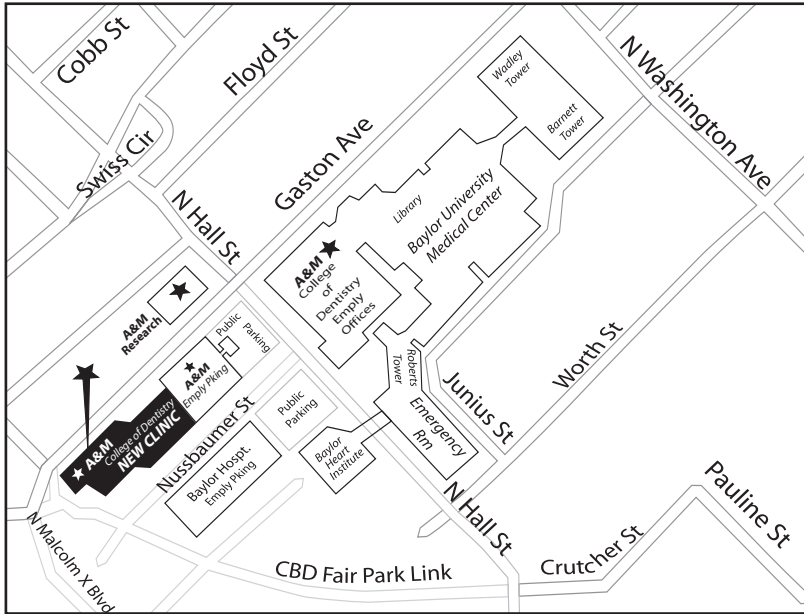 Cobb St
Floyd St
N Washington Ave
Wadley
Tower
Barnett
Tower
Swiss Cir
Gaston Ave
N Hall St
Library
Baylor University
Medical Center
A&M
College
of
Dentistry
Emply
Offices
A&M
Research
Public
Parking
A&M
Emply Pking
Roberts
Tower
Junius St
Worth St
Emergency
Rm
Public
Parking
Nussbaumer St
A&M
College of Dentistry
NEW CLINIC
Baylor Hospt.
Emply Pking
Baylor
Heart
Institute
N Hall St
Pauline St
N Malcolm X Blvd
CBD Fair Park Link
Crutcher St